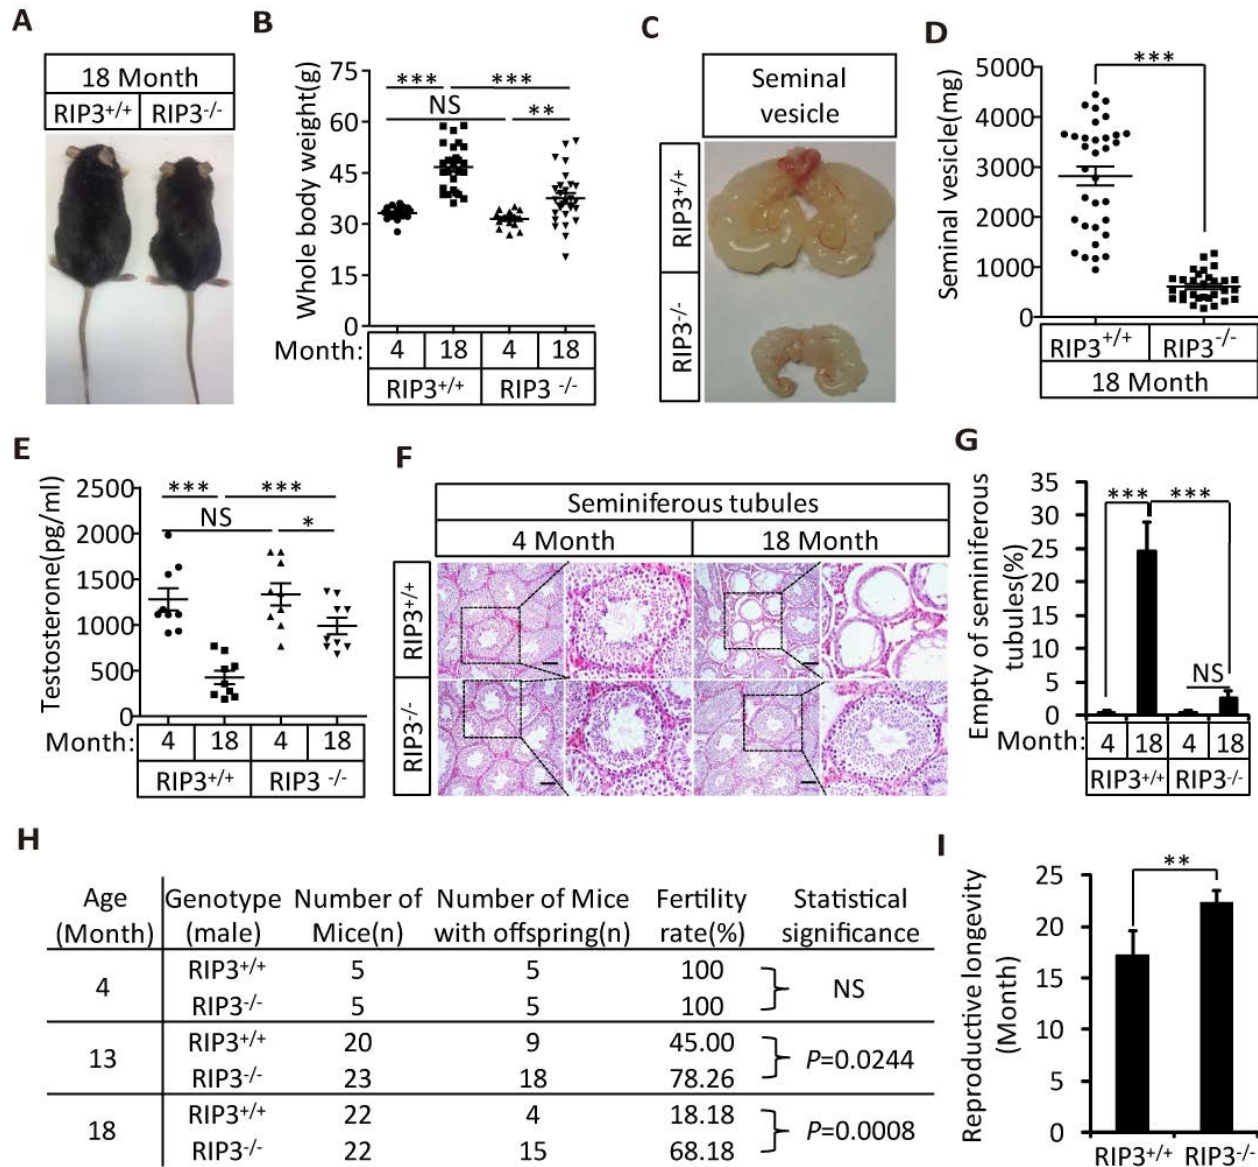 A
18 Month
RIP3+/+ RIP3-/-
B
Whole body weight(g)
75
60
45
30
15
0
*** ***
NS **
Month: 4 18 4 18
RIP3+/+ RIP3 -/-
C
Seminal
vesicle
RIP3+/+
RIP3-/-
D
Seminal vesicle(mg)
5000
4000
3000
2000
1000
0
***
RIP3+/+ RIP3-/-
18 Month
E
Testosterone(pg/ml)
2500
2000
1500
1000
500
0
*** ***
NS *
Month: 4 18 4 18
RIP3+/+ RIP3 -/-
F
Seminiferous tubules
4 Month 18 Month
RIP3+/+
RIP3-/-
G
Empty of seminiferous
tubules(%)
35
30
25
20
15
10
5
0
*** ***
NS
Month: 4 18 4 18
RIP3+/+ RIP3-/-
H
Age
(Month)
Genotype
(male)
Number of
Mice(n)
Number of Mice
with offspring(n)
Fertility
rate(%)
Statistical
significance
4
RIP3+/+ 5 5 100
RIP3-/- 5 5 100
NS
13
RIP3+/+ 20 9 45.00
RIP3-/- 23 18 78.26
P=0.0244
18
RIP3+/+ 22 4 18.18
RIP3-/- 22 15 68.18
P=0.0008
I
Reproductive longevity
(Month)
25
20
15
10
5
0
**
RIP3+/+ RIP3-/-